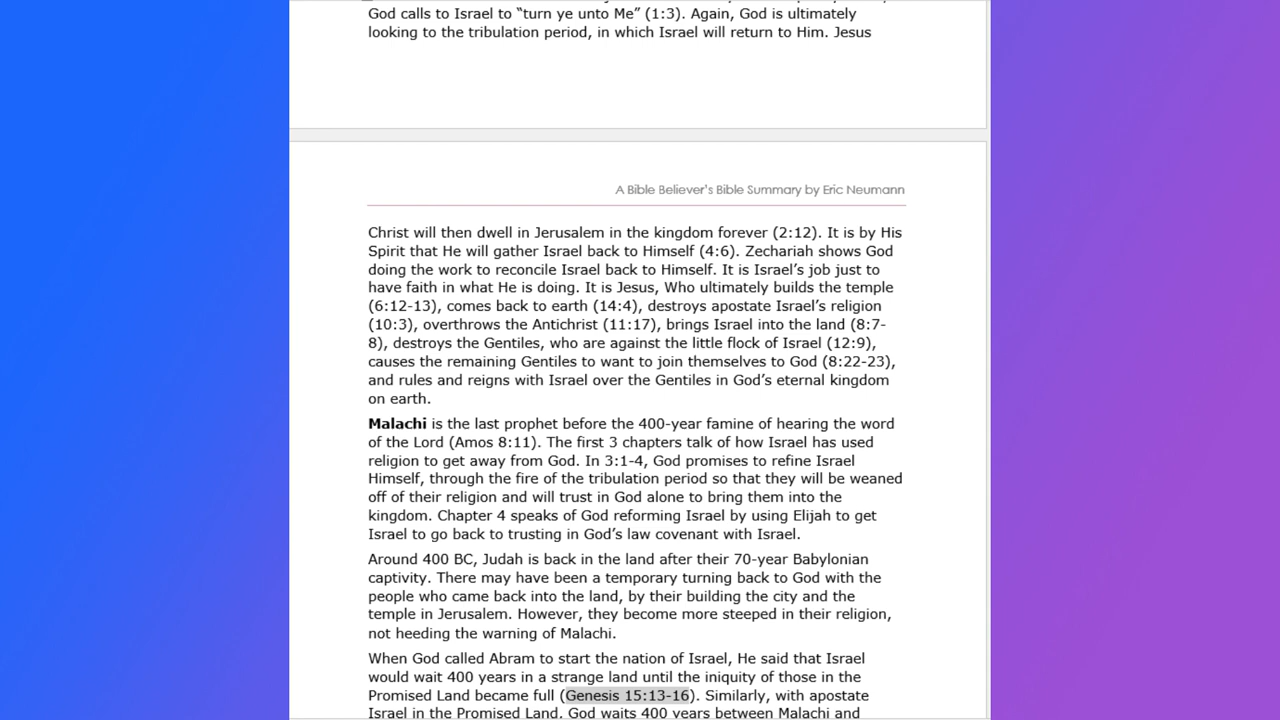 God calls to Israel to “turn ye unto Me” (1:3). Again, God is ultimately
looking to the tribulation period, in which Israel will return to Him. Jesus
A Bible Believer’s Bible Summary by Eric Neumann
Christ will then dwell in Jerusalem in the kingdom forever (2:12). It is by His
Spirit that He will gather Israel back to Himself (4:6). Zechariah shows God
doing the work to reconcile Israel back to Himself. It is Israel’s job just to
have faith in what He is doing. It is Jesus, Who ultimately builds the temple
(6:12-13), comes back to earth (14:4), destroys apostate Israel’s religion
(10:3), overthrows the Antichrist (11:17), brings Israel into the land (8:7-
8), destroys the Gentiles, who are against the little flock of Israel (12:9),
causes the remaining Gentiles to want to join themselves to God (8:22-23),
and rules and reigns with Israel over the Gentiles in God’s eternal kingdom
on earth.
Malachi is the last prophet before the 400-year famine of hearing the word
of the Lord (Amos 8:11). The first 3 chapters talk of how Israel has used
religion to get away from God. In 3:1-4, God promises to refine Israel
Himself, through the fire of the tribulation period so that they will be weaned
off of their religion and will trust in God alone to bring them into the
kingdom. Chapter 4 speaks of God reforming Israel by using Elijah to get
Israel to go back to trusting in God’s law covenant with Israel.
Around 400 BC, Judah is back in the land after their 70-year Babylonian
captivity. There may have been a temporary turning back to God with the
people who came back into the land, by their building the city and the
temple in Jerusalem. However, they become more steeped in their religion,
not heeding the warning of Malachi.
When God called Abram to start the nation of Israel, He said that Israel
would wait 400 years in a strange land until the iniquity of those in the
Promised Land became full (Genesis 15:13-16). Similarly, with apostate
Israel in the Promised Land, God waits 400 years between Malachi and